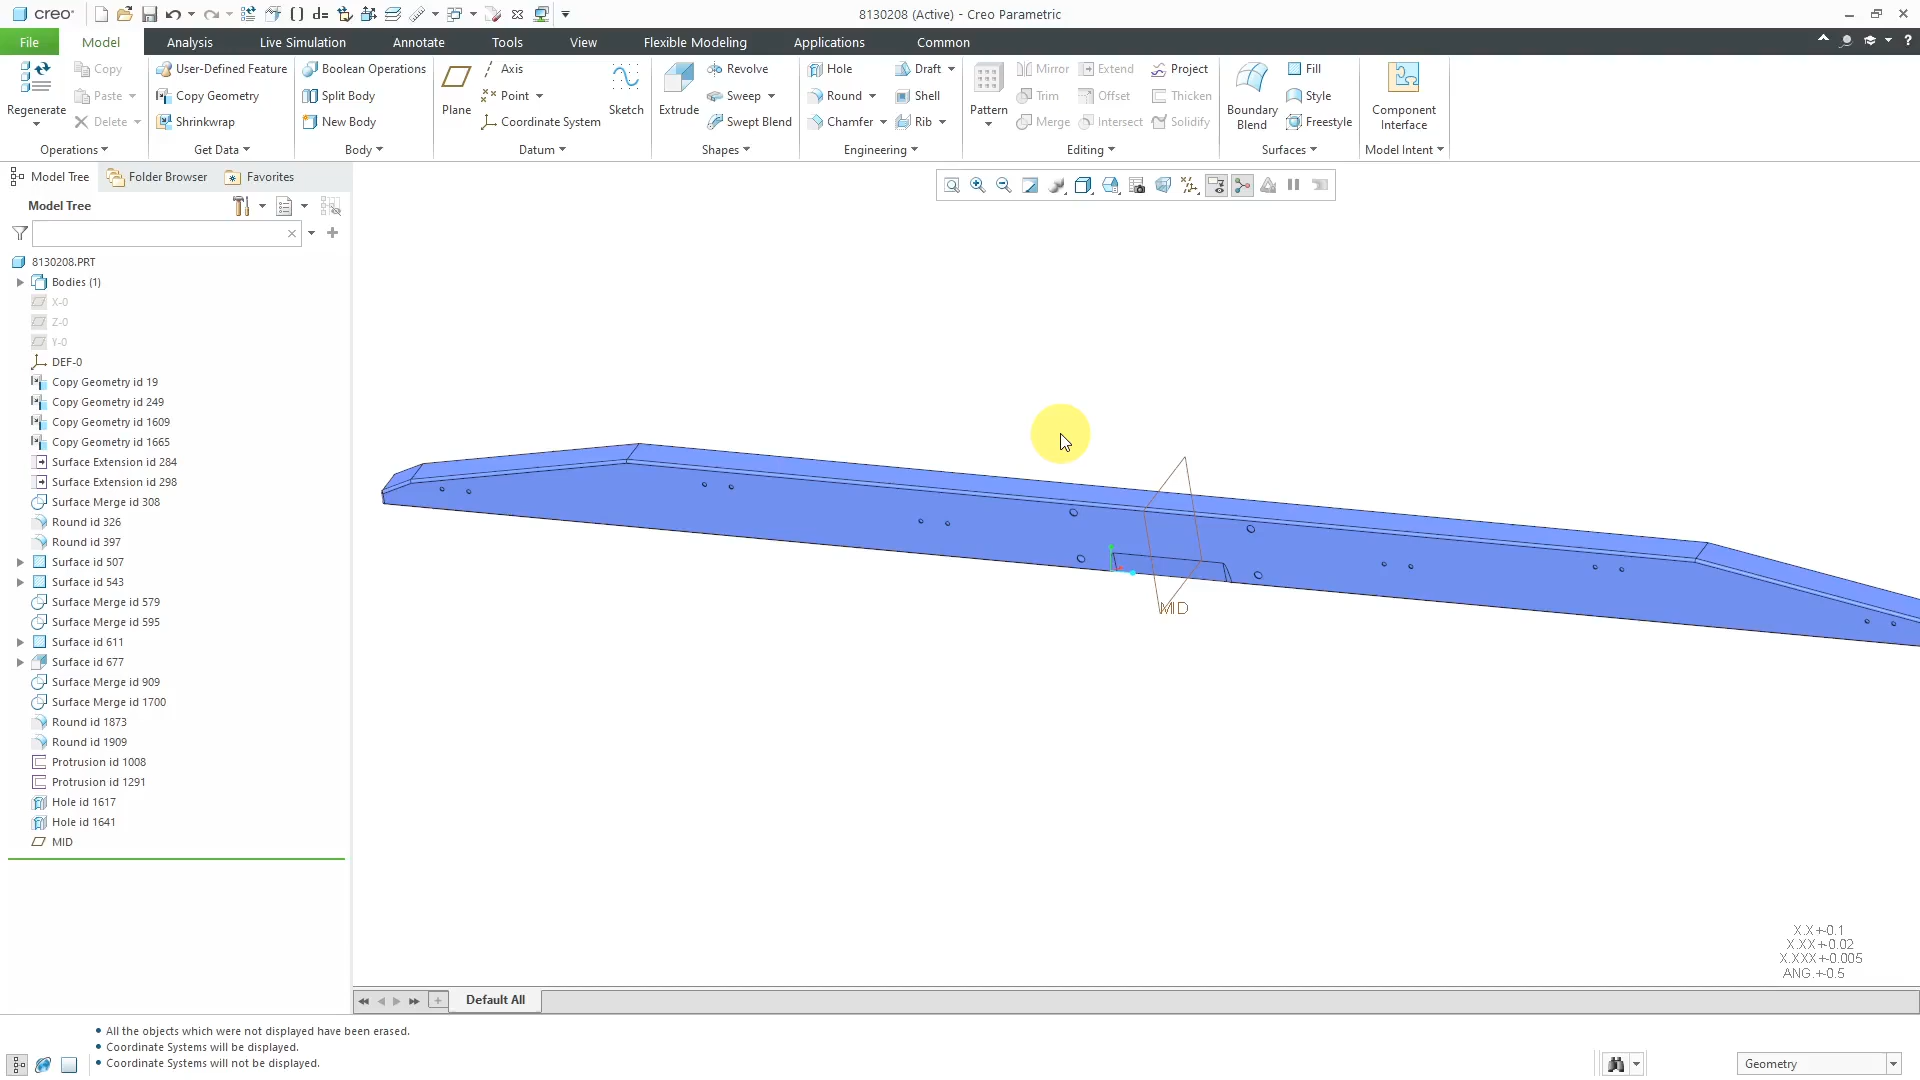 creo
8130208 (Active) - Creo Parametric
File
Model
Analysis
Live Simulation
Annotate
Tools
View
Flexible Modeling
Applications
Common
Regenerate
Copy
Paste
Delete
Operations
User-Defined Feature
Copy Geometry
Shrinkwrap
Get Data
Boolean Operations
Split Body
New Body
Body
Plane
Axis
Point
Coordinate System
Sketch
Datum
Extrude
Revolve
Sweep
Swept Blend
Shapes
Hole
Round
Chamfer
Draft
Shell
Rib
Engineering
Pattern
Mirror
Trim
Merge
Extend
Offset
Intersect
Project
Thicken
Solidify
Editing
Boundary
Blend
Fill
Style
Freestyle
Surfaces
Component
Interface
Model Intent
Model Tree
Folder Browser
Favorites
Model Tree
8130208.PRT
Bodies (1)
X-0
Z-0
Y-0
DEF-0
Copy Geometry id 19
Copy Geometry id 249
Copy Geometry id 1609
Copy Geometry id 1665
Surface Extension id 284
Surface Extension id 298
Surface Merge id 308
Round id 326
Round id 397
Surface id 507
Surface id 543
Surface Merge id 579
Surface Merge id 595
Surface id 611
Surface id 677
Surface Merge id 909
Surface Merge id 1700
Round id 1873
Round id 1909
Protrusion id 1008
Protrusion id 1291
Hole id 1617
Hole id 1641
MID
MID
X.X+-0.1
X.XX+-0.02
X.XXX+-0.005
ANG.+-0.5
Default All
All the objects which were not displayed have been erased.
Coordinate Systems will be displayed.
Coordinate Systems will not be displayed.
Geometry